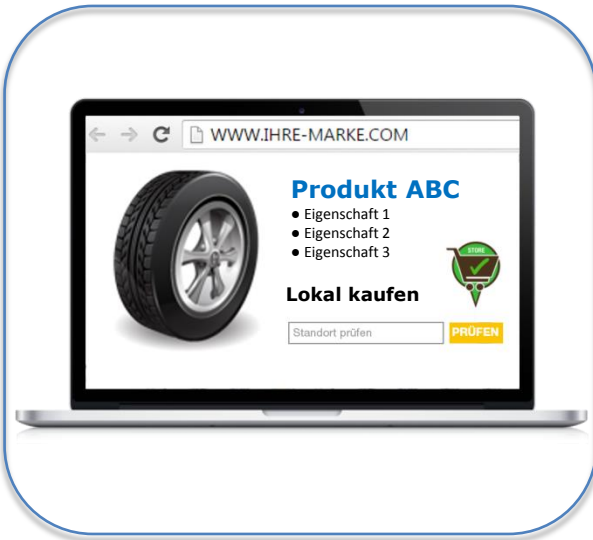 WWW.IHRE-MARKE.COM
Produkt ABC
● Eigenschaft 1
● Eigenschaft 2
● Eigenschaft 3
STORE
Lokal kaufen
Standort prüfen
PRÜFEN